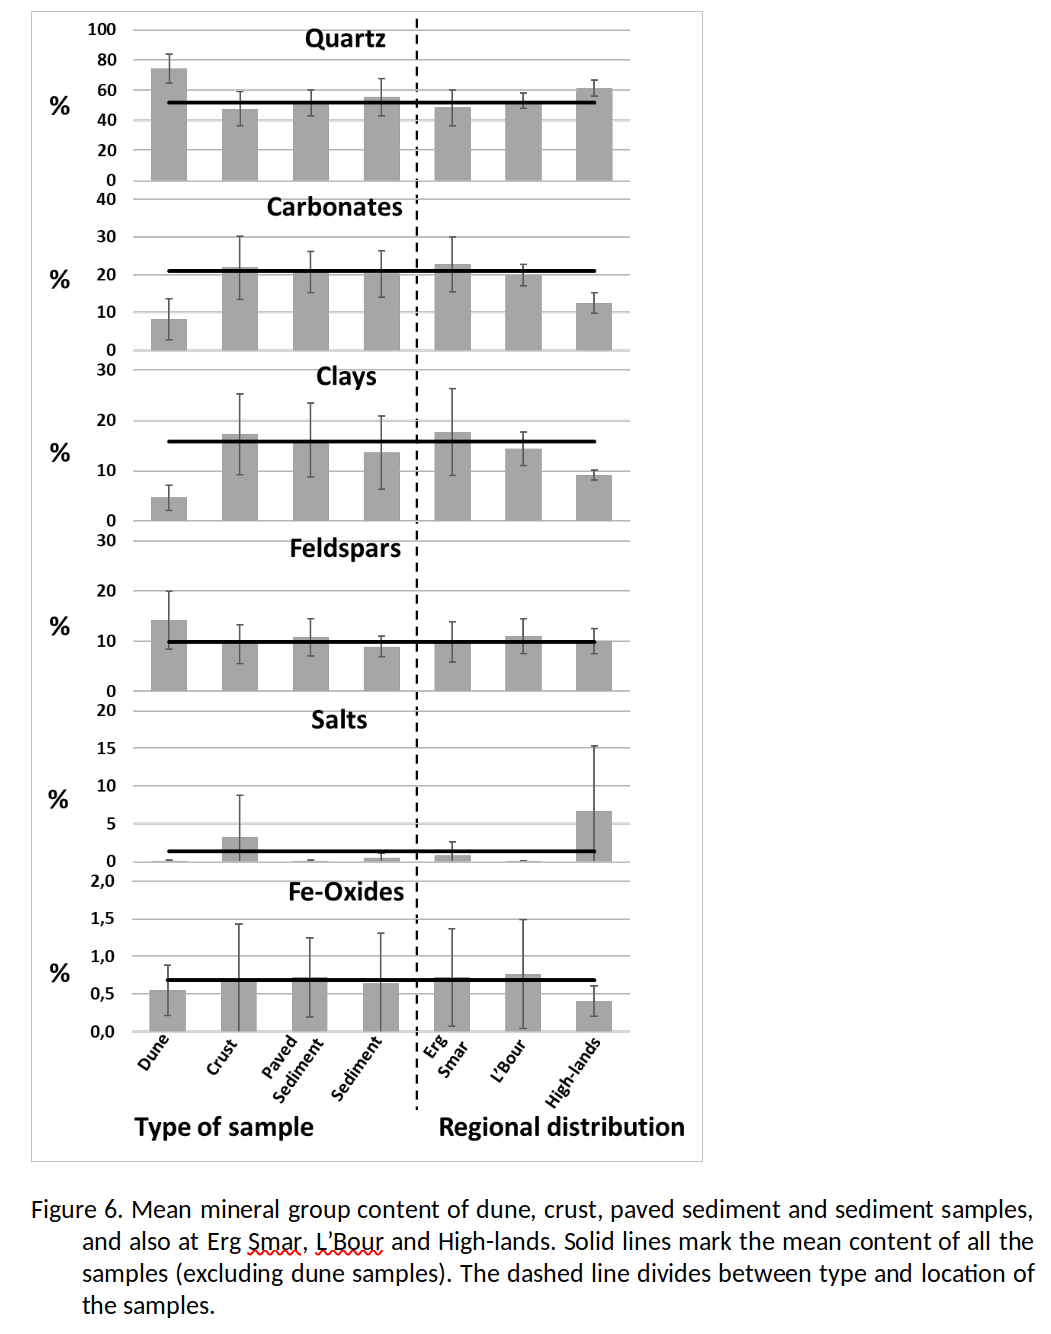 Quartz
100
80
60
40
20
0
%
Carbonates
40
30
20
10
0
%
Clays
30
20
10
0
%
Feldspars
30
20
10
0
%
Salts
20
15
10
5
0
%
Fe-Oxides
2,0
1,5
1,0
0,5
0,0
%
Dune
Crust
Paved
Sediment
Sediment
Erg
Smar
L'Bour
High-lands
Type of sample
Regional distribution
Figure 6. Mean mineral group content of dune, crust, paved sediment and sediment samples,
and also at Erg Smar, L’Bour and High-lands. Solid lines mark the mean content of all the
samples (excluding dune samples). The dashed line divides between type and location of
the samples.